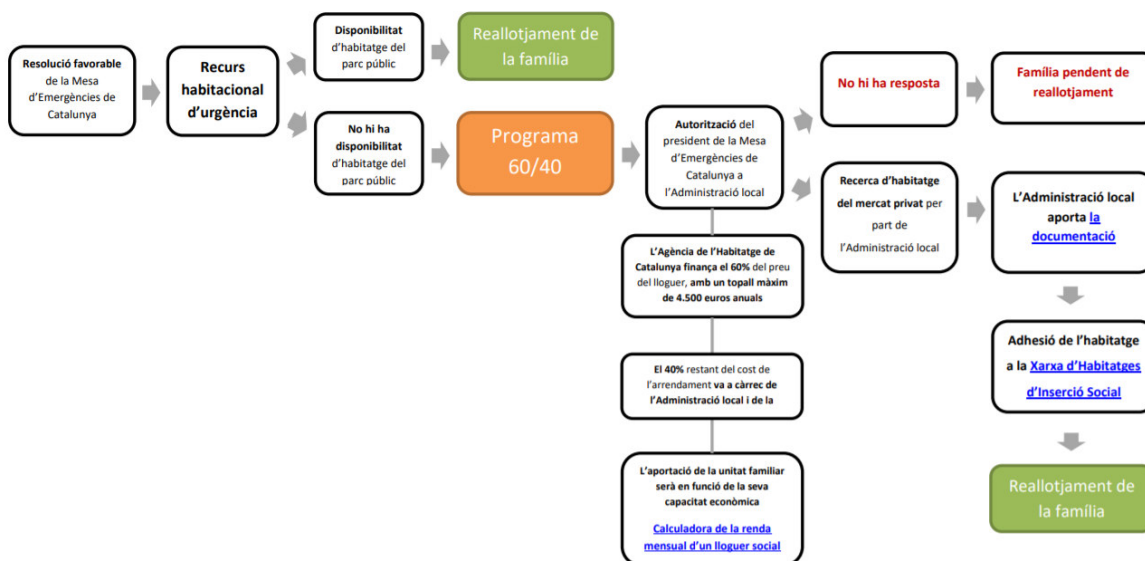 Resolució favorable
de la Mesa
d'Emergències de
Catalunya
Recurs
habitacional
d'urgència
Disponibilitat
d'habitatge del
parc públic
Reallotjament de
la família
No hi ha
disponibilitat
d'habitatge del
parc públic
Programa
60/40
Autorització del
president de la Mesa
d'Emergències de
Catalunya a
l'Administració local
No hi ha resposta
Família pendent de
reallotjament
Recerca d'habitatge
del mercat privat per
part de
l'Administració local
L'Administració local
aporta la
documentació
L'Agència de l'Habitatge de
Catalunya finança el 60% del preu
del lloguer, amb un topall màxim
de 4.500 euros anuals
Adhesió de l'habitatge
a la Xarxa d'Habitatges
d'Inserció Social
El 40% restant del cost de
l'arrendament va a càrrec de
l'Administració local i de la
L'aportació de la unitat familiar
serà en funció de la seva
capacitat econòmica
Calculadora de la renda
mensual d'un lloguer social
Reallotjament de
la família